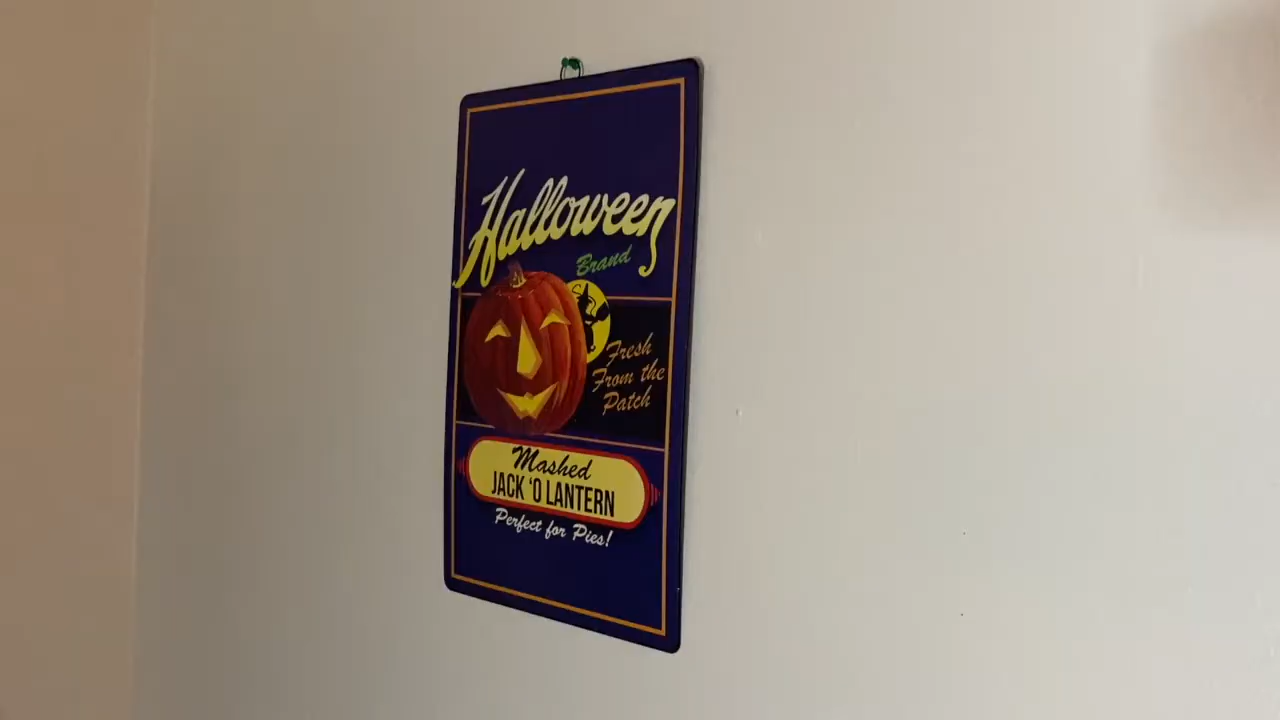 Halloween
Brand
Fresh
From the
Patch
Mashed
JACK 'O LANTERN
Perfect for Pies!